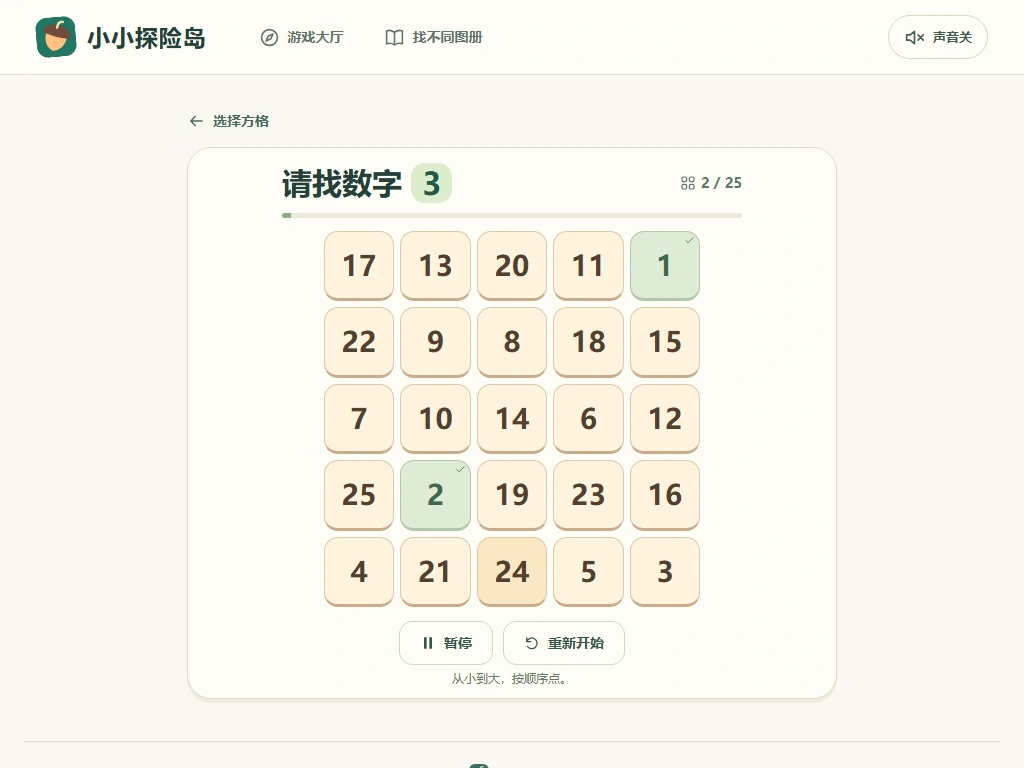 小小探险岛 游戏大厅 找不同图册 声音关
选择方格
请找数字 3 2 / 25
17 13 20 11 1
22 9 8 18 15
7 10 14 6 12
25 2 19 23 16
4 21 24 5 3
暂停 重新开始
从小到大，按顺序点。